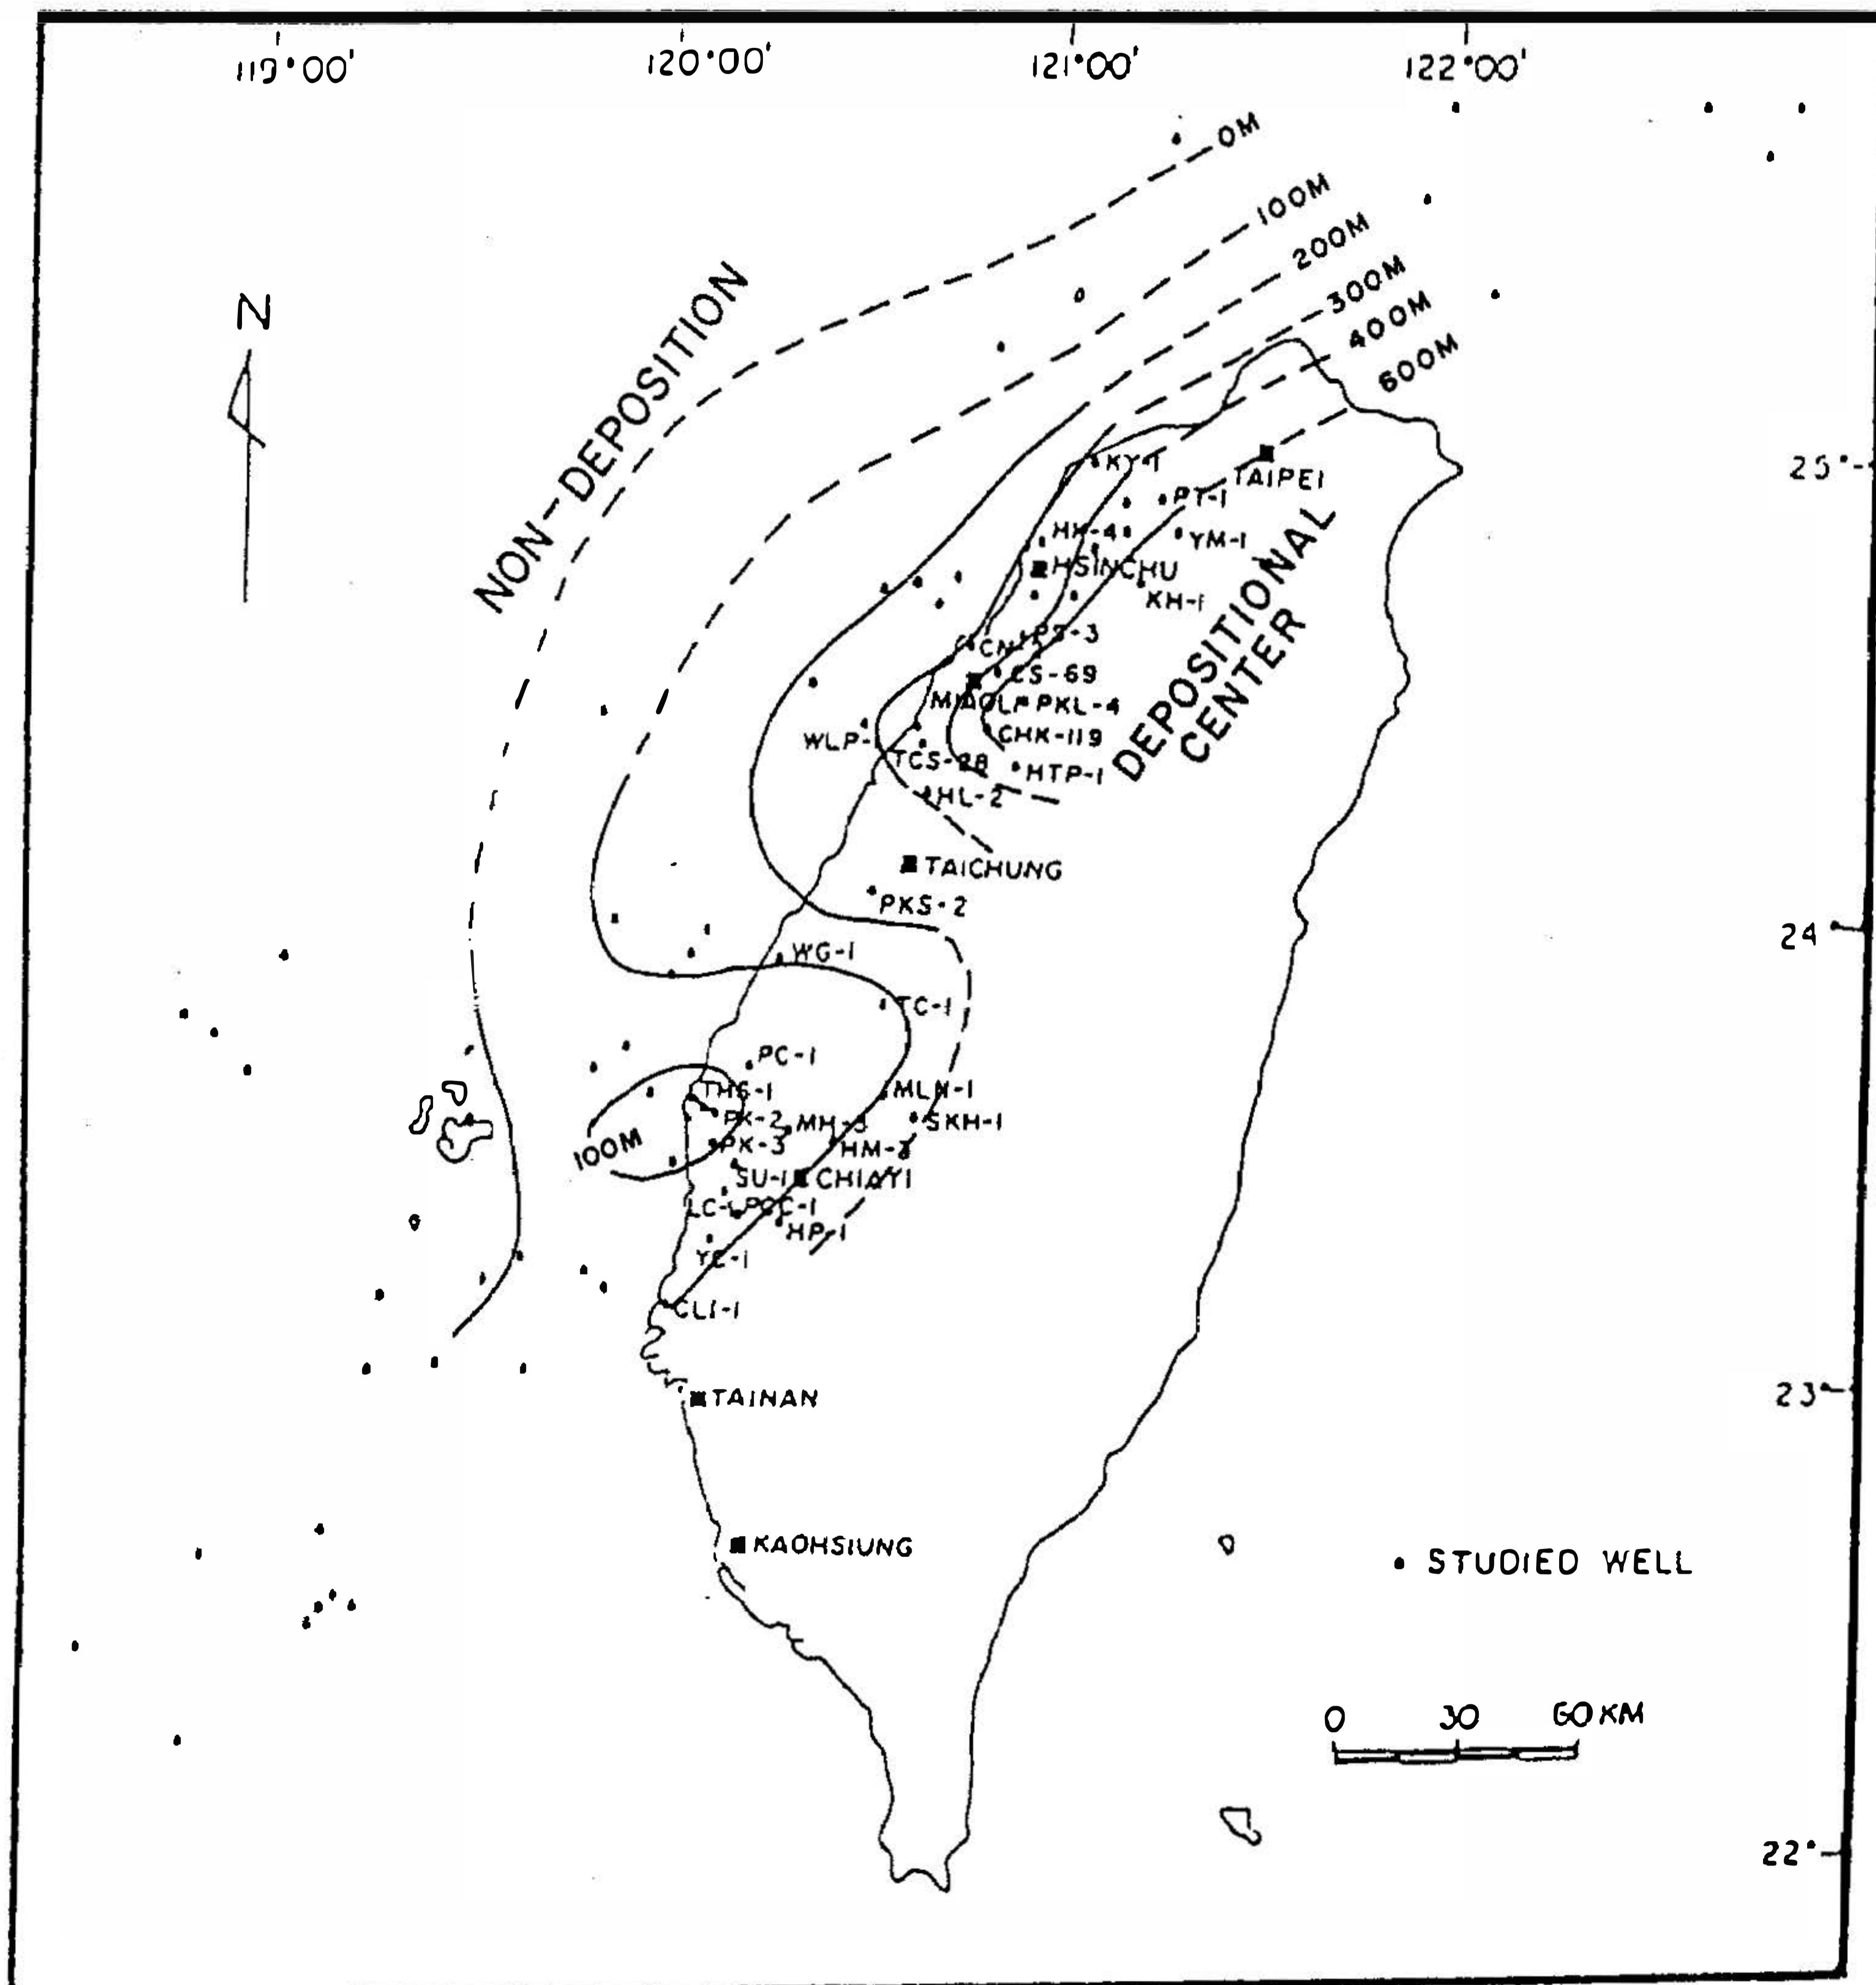 119°00'
120°00'
121°00'
122°00'
0M
100M
200M
300M
400M
600M
N
NON-DEPOSITION
25°
KY-1
TAIPEI
PT-1
HK-4
YM-1
HSINCHU
KH-1
PS-3
CS-69
PKL-4
WLP-1
CHK-119
TCS-28
HTP-1
HL-2
DEPOSITIONAL
CENTER
TAICHUNG
PKS-2
24
WG-1
TC-1
PC-1
THS-1
MLN-1
PK-2
MH-3
SKH-1
100M
PK-3
SU-1
CHIAYI
HP-1
CLI-1
23°
TAINAN
KAOHSIUNG
STUDIED WELL
0 30 60 KM
22°